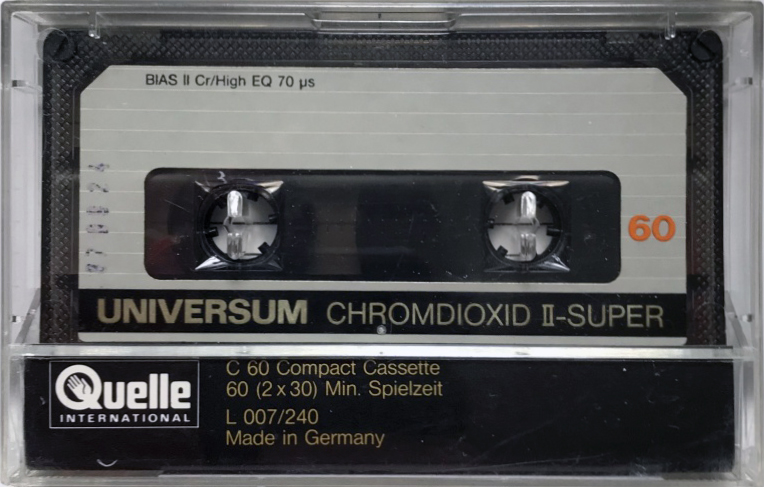 BIAS II Cr/High EQ 70 µs
60
UNIVERSUM CHROMDIOXID II-SUPER
Quelle
INTERNATIONAL
C 60 Compact Cassette
60 (2 x 30) Min. Spielzeit
L 007/240
Made in Germany